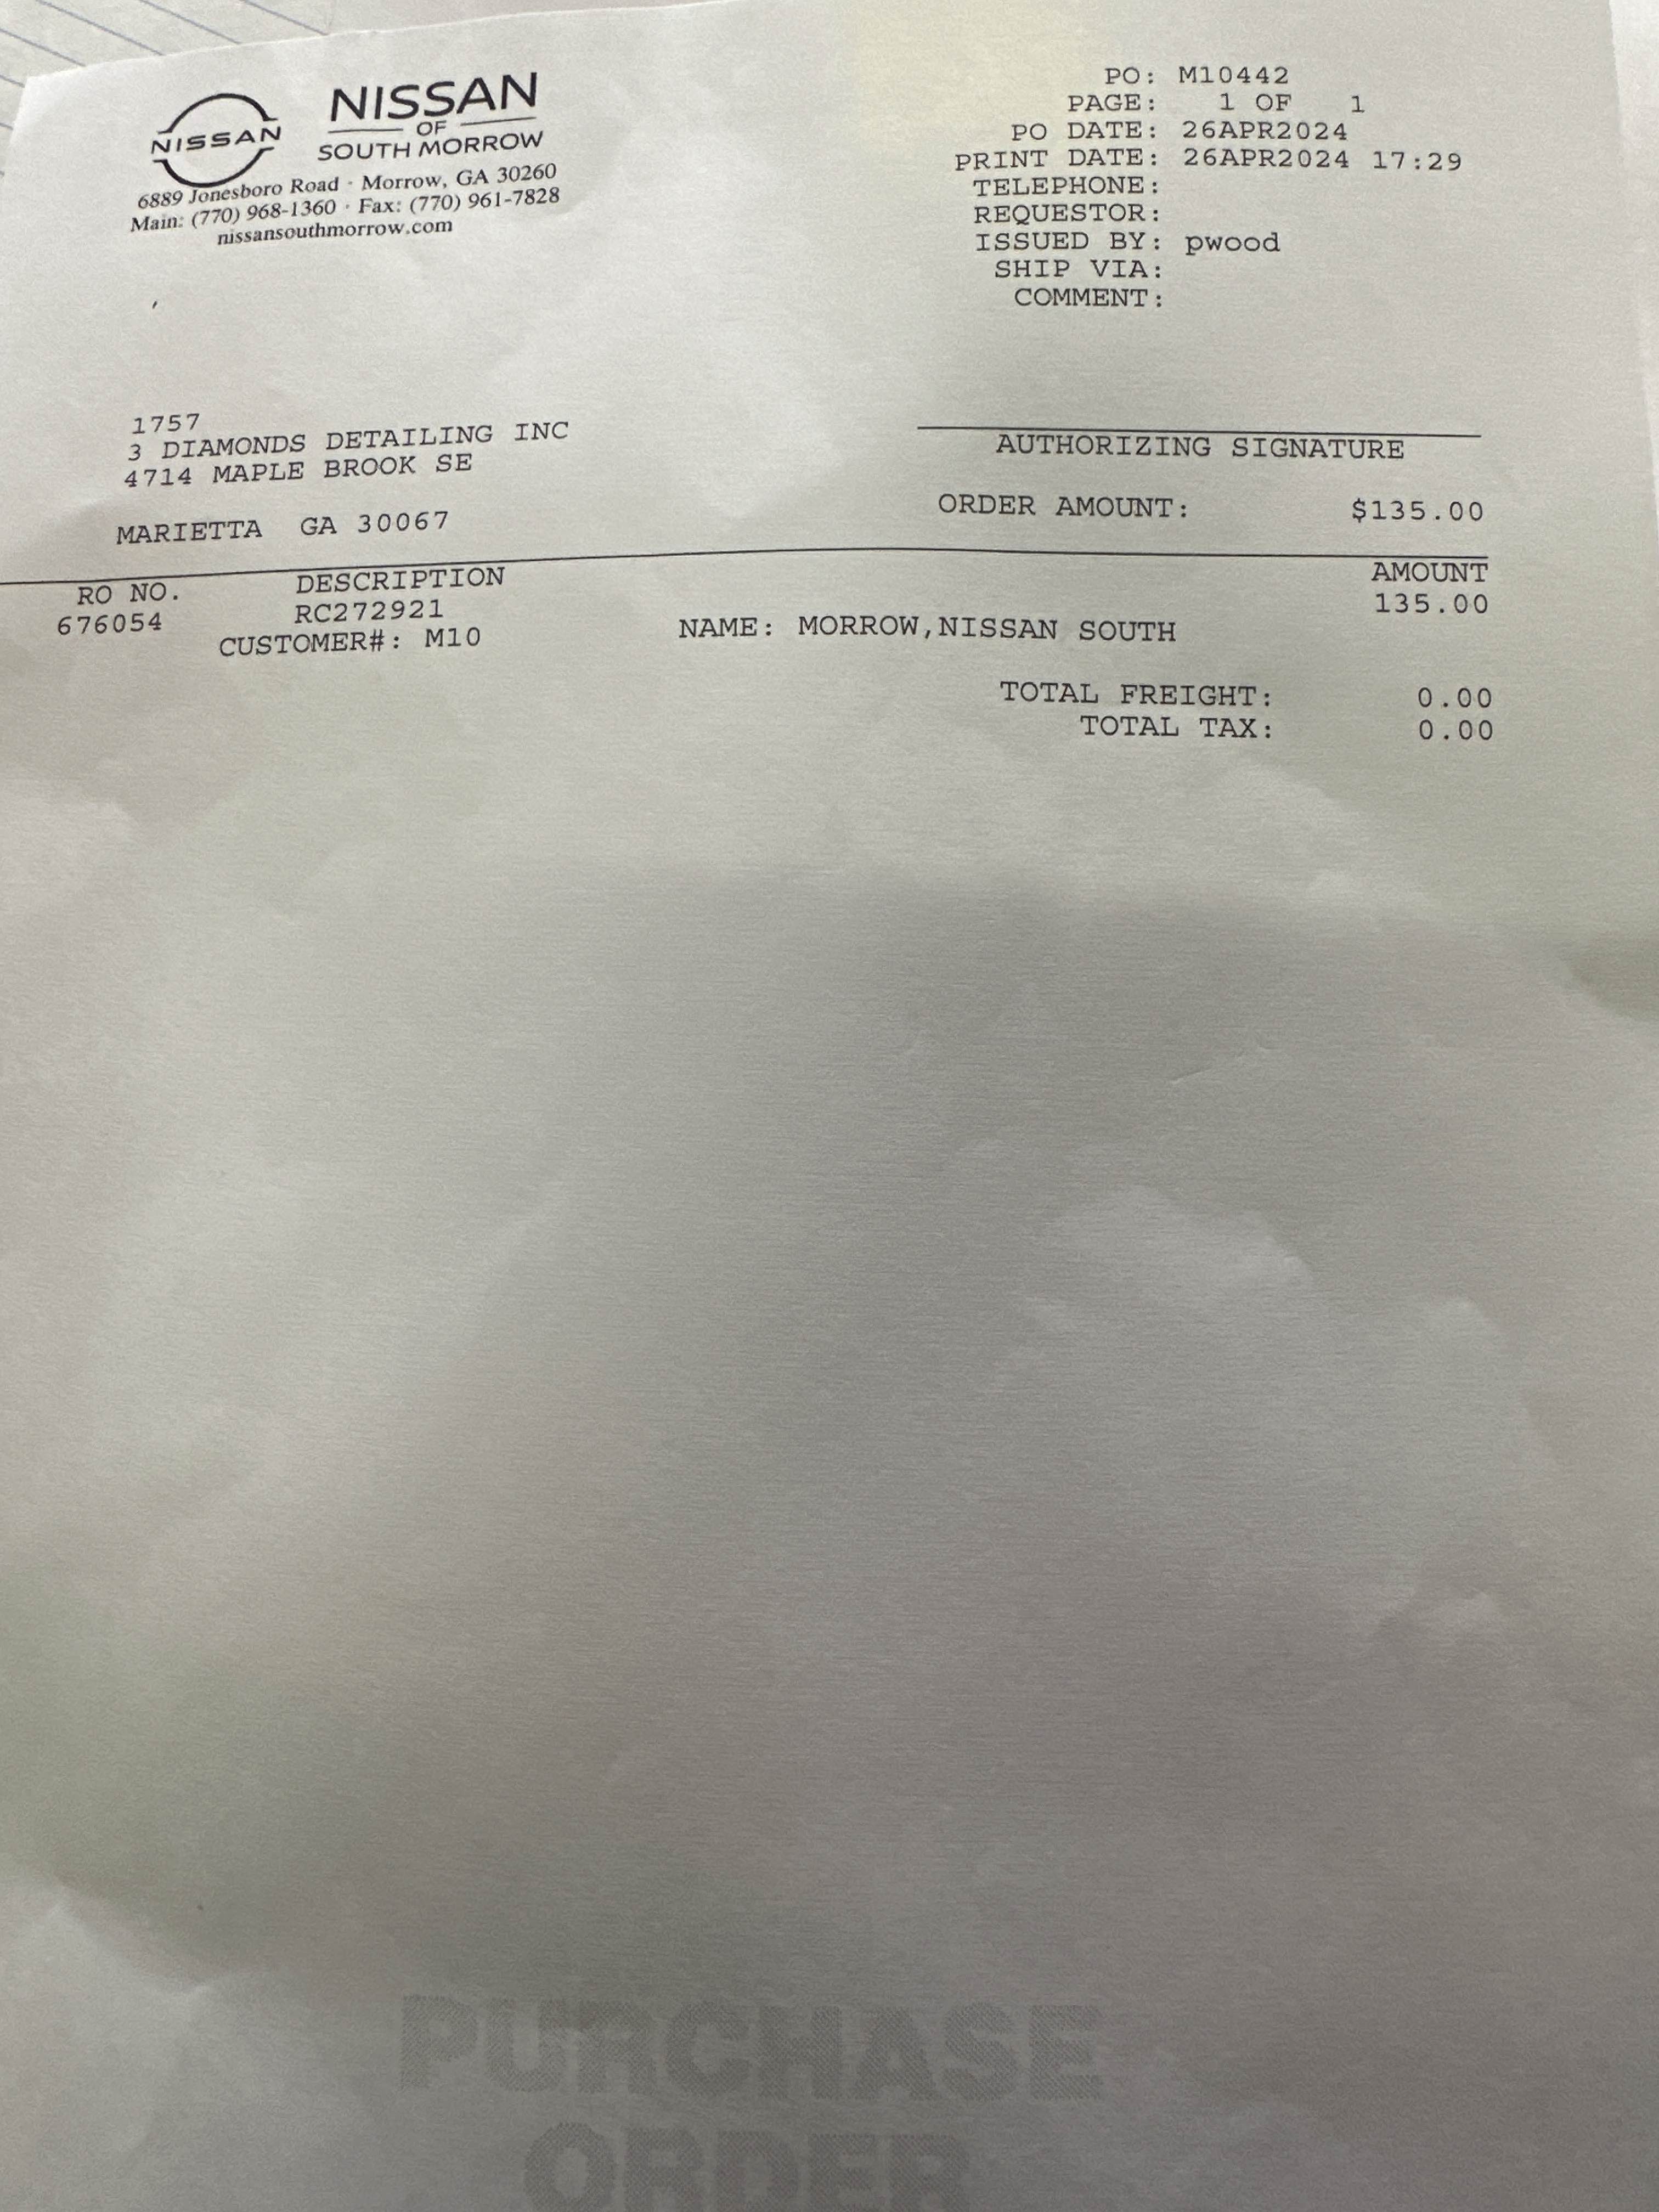 NISSAN
NISSAN
OF
SOUTH MORROW
6889 Jonesboro Road · Morrow, GA 30260
Main: (770) 968-1360 · Fax: (770) 961-7828
nissansouthmorrow.com
PO: M10442
PAGE: 1 OF 1
PO DATE: 26APR2024
PRINT DATE: 26APR2024 17:29
TELEPHONE:
REQUESTOR:
ISSUED BY: pwood
SHIP VIA:
COMMENT:
1757
3 DIAMONDS DETAILING INC
4714 MAPLE BROOK SE
MARIETTA GA 30067
AUTHORIZING SIGNATURE
ORDER AMOUNT: $135.00
RO NO. DESCRIPTION AMOUNT
676054 RC272921 135.00
CUSTOMER#: M10 NAME: MORROW,NISSAN SOUTH
TOTAL FREIGHT: 0.00
TOTAL TAX: 0.00
PURCHASE
ORDER